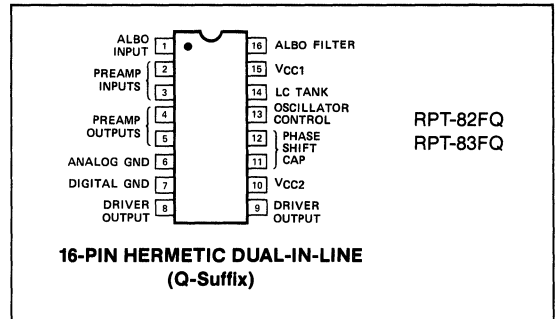 ALBO INPUT 1
PREAMP INPUTS 2
3
PREAMP OUTPUTS 4
5
ANALOG GND 6
DIGITAL GND 7
DRIVER OUTPUT 8
16 ALBO FILTER
15 VCC1
14 LC TANK
13 OSCILLATOR CONTROL
12 PHASE SHIFT CAP
11
10 VCC2
9 DRIVER OUTPUT
RPT-82FQ
RPT-83FQ
16-PIN HERMETIC DUAL-IN-LINE
(Q-Suffix)